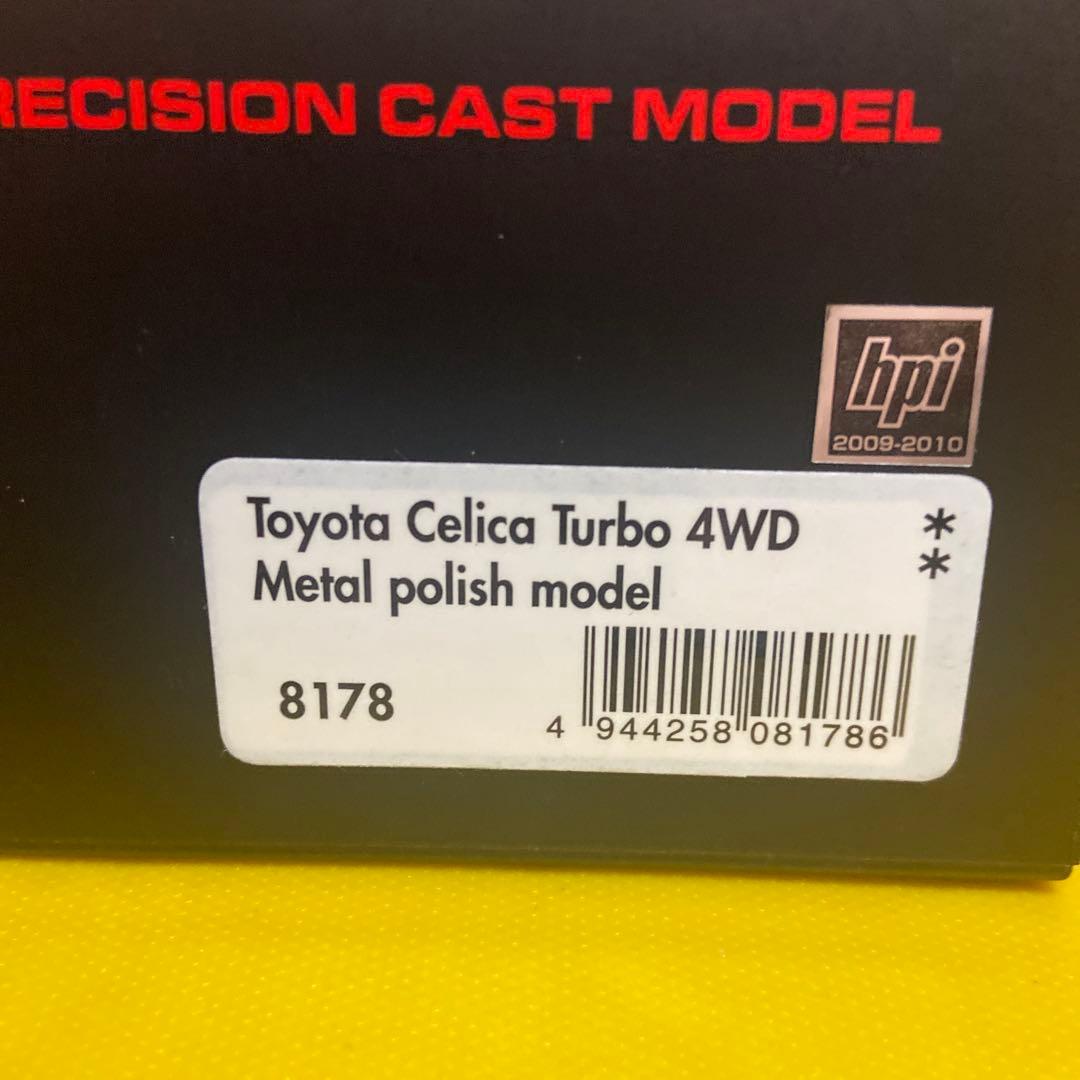 RECISION CAST MODEL
hpi
2009-2010
Toyota Celica Turbo 4WD **
Metal polish model
8178
4 944258 081786